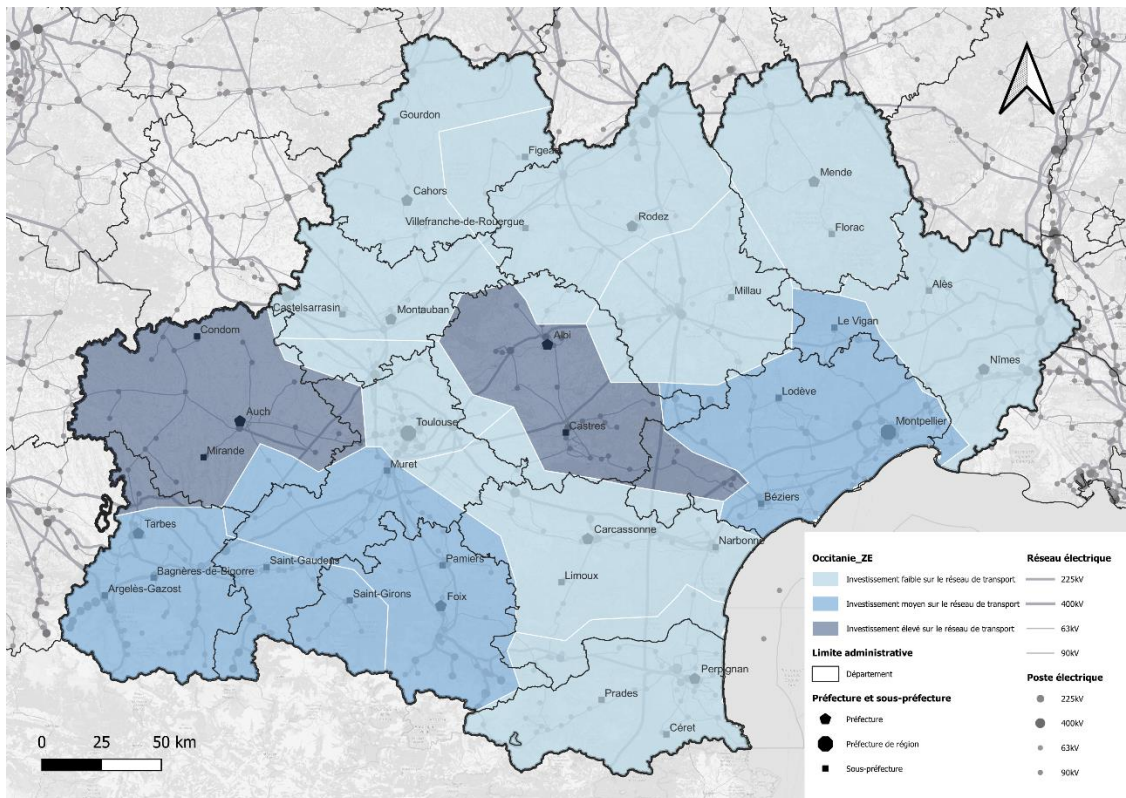 Gourdon
Figeac
Cahors
Villefranche-de-Rouergue
Rodez
Mende
Florac
Castelsarrasin
Montauban
Millau
Alès
Condom
Albi
Le Vigan
Nîmes
Auch
Lodève
Toulouse
Castres
Montpellier
Mirande
Muret
Béziers
Tarbes
Carcassonne
Narbonne
Bagnères-de-Bigorre
Saint-Gaudens
Pamiers
Argelès-Gazost
Limoux
Saint-Girons
Foix
Perpignan
Prades
Céret
0 25 50 km
Occitanie_ZE
Investissement faible sur le réseau de transport
Investissement moyen sur le réseau de transport
Investissement élevé sur le réseau de transport
Limite administrative
Département
Préfecture et sous-préfecture
Préfecture
Préfecture de région
Sous-préfecture
Réseau électrique
225kV
400kV
63kV
90kV
Poste électrique
225kV
400kV
63kV
90kV